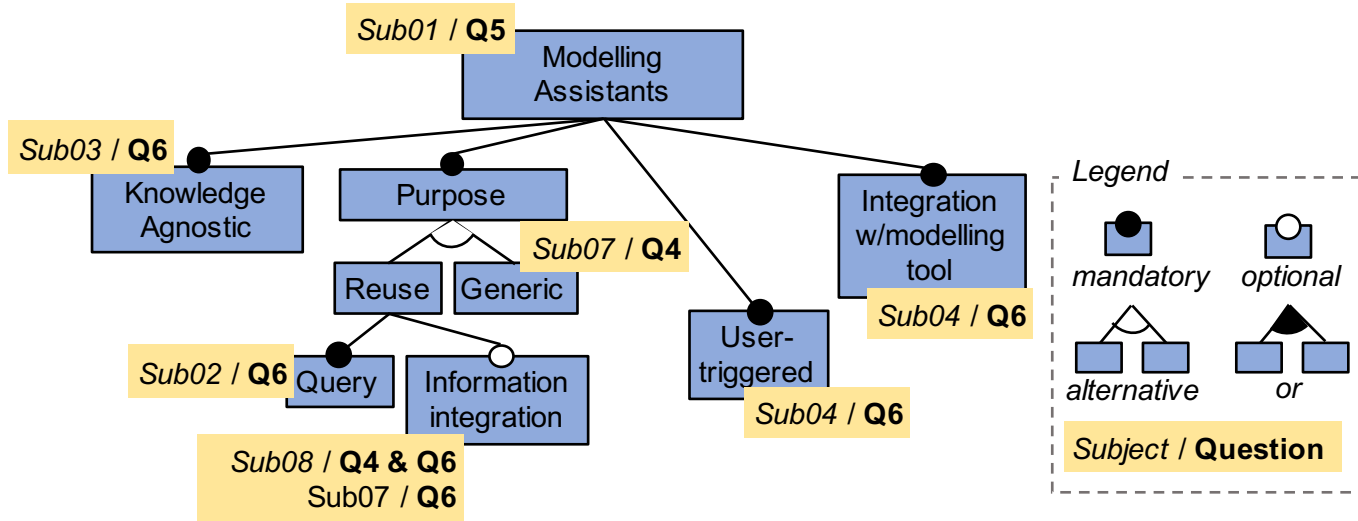 Sub01 / Q5
Modelling
Assistants
Sub03 / Q6
Knowledge
Agnostic
Purpose
Sub07 / Q4
Reuse
Generic
Integration
w/modelling
tool
Sub04 / Q6
User-
triggered
Sub04 / Q6
Sub02 / Q6
Query
Information
integration
Sub08 / Q4 & Q6
Sub07 / Q6
Legend
mandatory
optional
alternative
or
Subject / Question